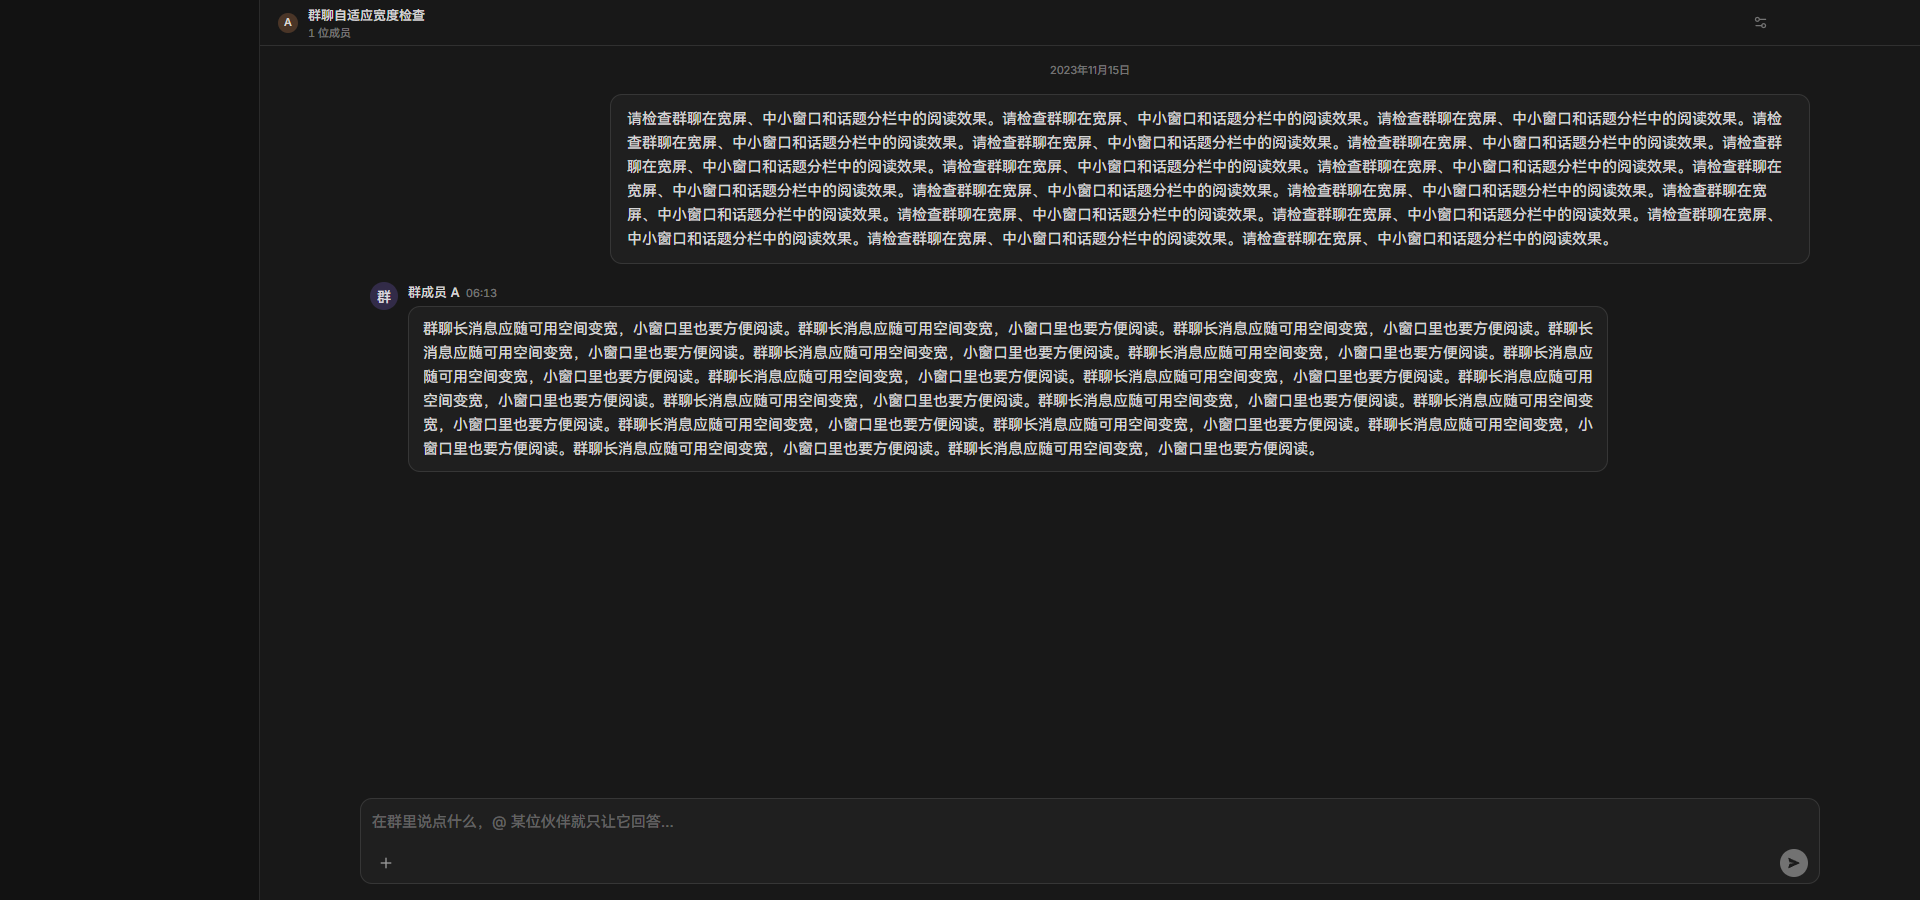 A
群聊自适应宽度检查
1 位成员
2023年11月15日
请检查群聊在宽屏、中小窗口和话题分栏中的阅读效果。请检查群聊在宽屏、中小窗口和话题分栏中的阅读效果。请检查群聊在宽屏、中小窗口和话题分栏中的阅读效果。请检
查群聊在宽屏、中小窗口和话题分栏中的阅读效果。请检查群聊在宽屏、中小窗口和话题分栏中的阅读效果。请检查群聊在宽屏、中小窗口和话题分栏中的阅读效果。请检查群
聊在宽屏、中小窗口和话题分栏中的阅读效果。请检查群聊在宽屏、中小窗口和话题分栏中的阅读效果。请检查群聊在宽屏、中小窗口和话题分栏中的阅读效果。请检查群聊在
宽屏、中小窗口和话题分栏中的阅读效果。请检查群聊在宽屏、中小窗口和话题分栏中的阅读效果。请检查群聊在宽屏、中小窗口和话题分栏中的阅读效果。请检查群聊在宽
屏、中小窗口和话题分栏中的阅读效果。请检查群聊在宽屏、中小窗口和话题分栏中的阅读效果。请检查群聊在宽屏、中小窗口和话题分栏中的阅读效果。请检查群聊在宽屏、
中小窗口和话题分栏中的阅读效果。请检查群聊在宽屏、中小窗口和话题分栏中的阅读效果。请检查群聊在宽屏、中小窗口和话题分栏中的阅读效果。
群
群成员 A 06:13
群聊长消息应随可用空间变宽，小窗口里也要方便阅读。群聊长消息应随可用空间变宽，小窗口里也要方便阅读。群聊长消息应随可用空间变宽，小窗口里也要方便阅读。群聊长
消息应随可用空间变宽，小窗口里也要方便阅读。群聊长消息应随可用空间变宽，小窗口里也要方便阅读。群聊长消息应随可用空间变宽，小窗口里也要方便阅读。群聊长消息应
随可用空间变宽，小窗口里也要方便阅读。群聊长消息应随可用空间变宽，小窗口里也要方便阅读。群聊长消息应随可用空间变宽，小窗口里也要方便阅读。群聊长消息应随可用
空间变宽，小窗口里也要方便阅读。群聊长消息应随可用空间变宽，小窗口里也要方便阅读。群聊长消息应随可用空间变宽，小窗口里也要方便阅读。群聊长消息应随可用空间变
宽，小窗口里也要方便阅读。群聊长消息应随可用空间变宽，小窗口里也要方便阅读。群聊长消息应随可用空间变宽，小窗口里也要方便阅读。群聊长消息应随可用空间变宽，小
窗口里也要方便阅读。群聊长消息应随可用空间变宽，小窗口里也要方便阅读。群聊长消息应随可用空间变宽，小窗口里也要方便阅读。
在群里说点什么，@ 某位伙伴就只让它回答...